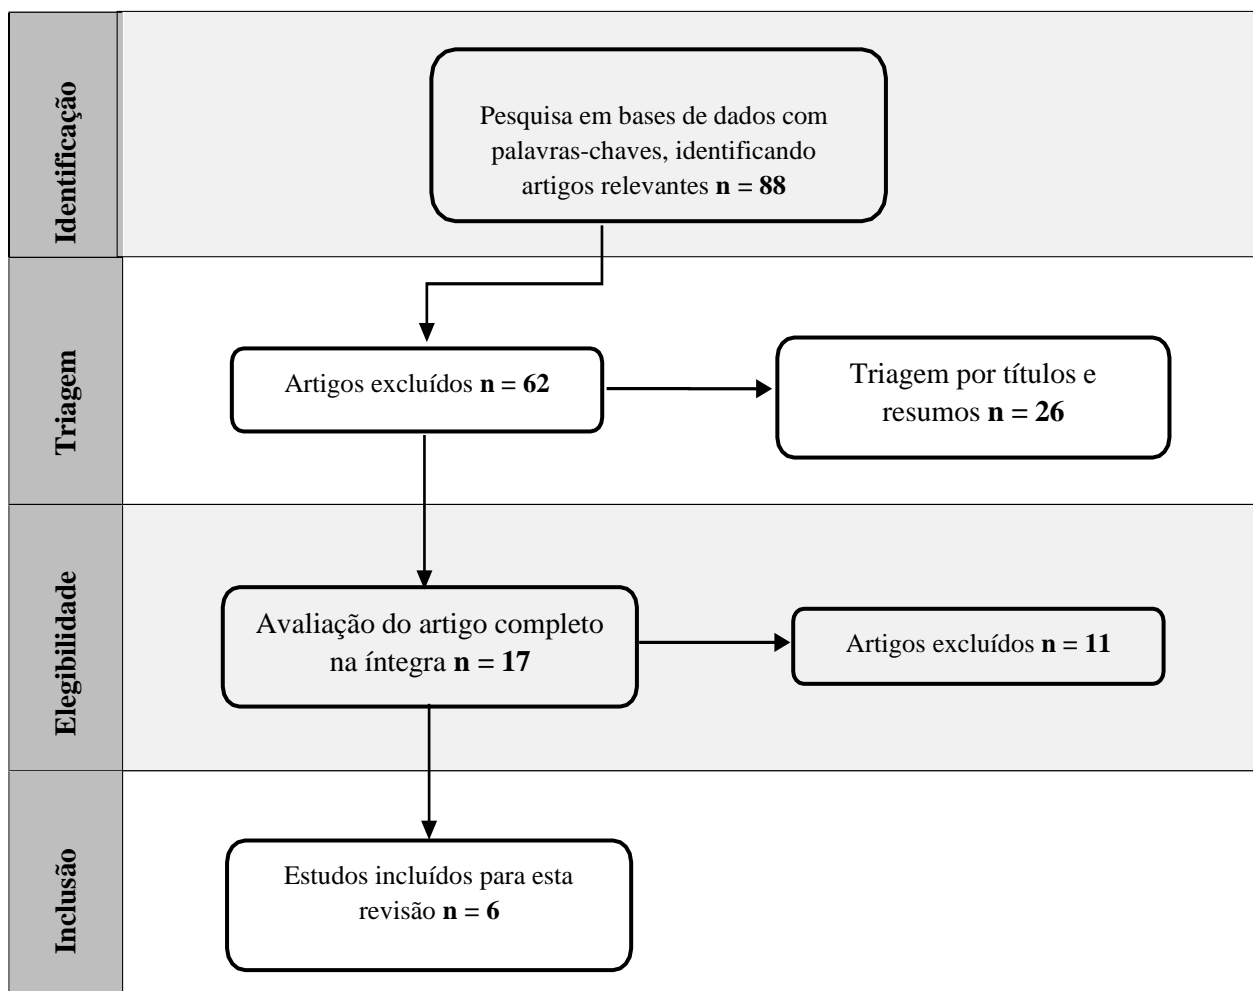 Identificação
Pesquisa em bases de dados com
palavras-chaves, identificando
artigos relevantes n = 88
Triagem
Artigos excluídos n = 62
Triagem por títulos e
resumos n = 26
Elegibilidade
Avaliação do artigo completo
na íntegra n = 17
Artigos excluídos n = 11
Inclusão
Estudos incluídos para esta
revisão n = 6